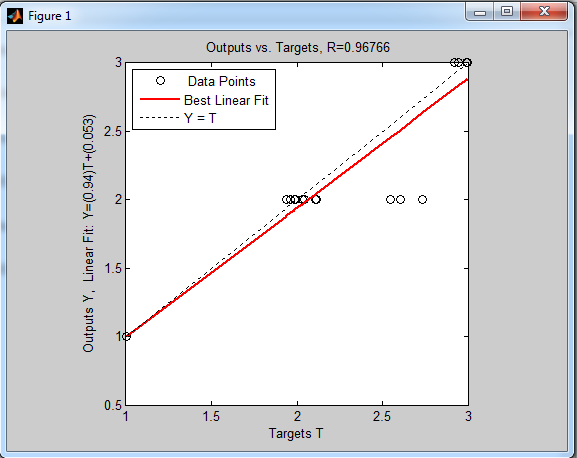 Figure 1
Outputs vs. Targets, R=0.96766
Data Points
Best Linear Fit
Y = T
Outputs Y , Linear Fit: Y=(0.94)T+(0.053)
3
2.5
2
1.5
1
0.5
1 1.5 2 2.5 3
Targets T